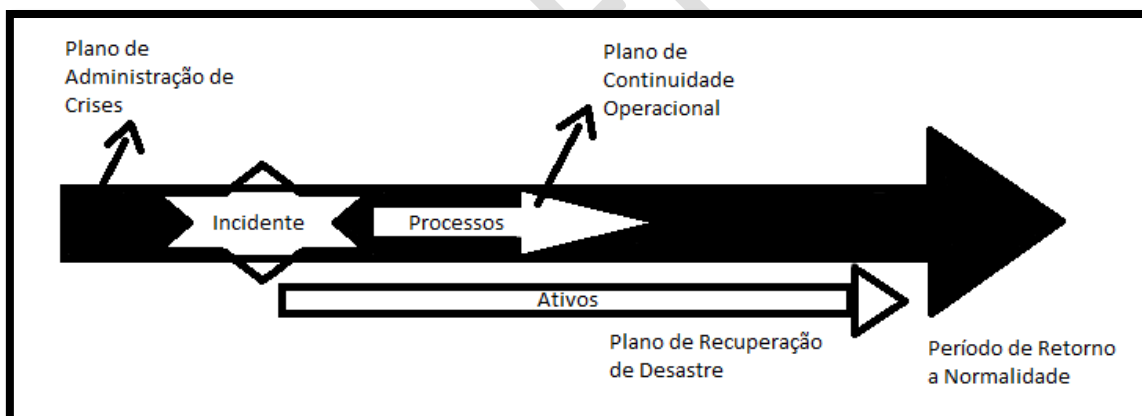 Plano de
Administração de
Crises
Plano de
Continuidade
Operacional
Incidente
Processos
Ativos
Plano de Recuperação
de Desastre
Período de Retorno
a Normalidade